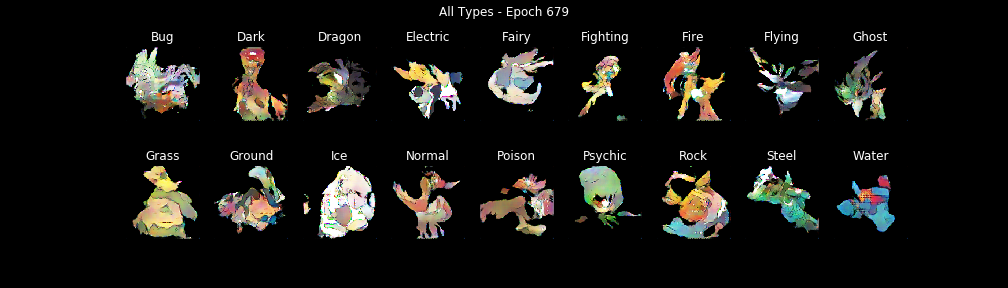 All Types - Epoch 679
Bug Dark Dragon Electric Fairy Fighting Fire Flying Ghost
Grass Ground Ice Normal Poison Psychic Rock Steel Water